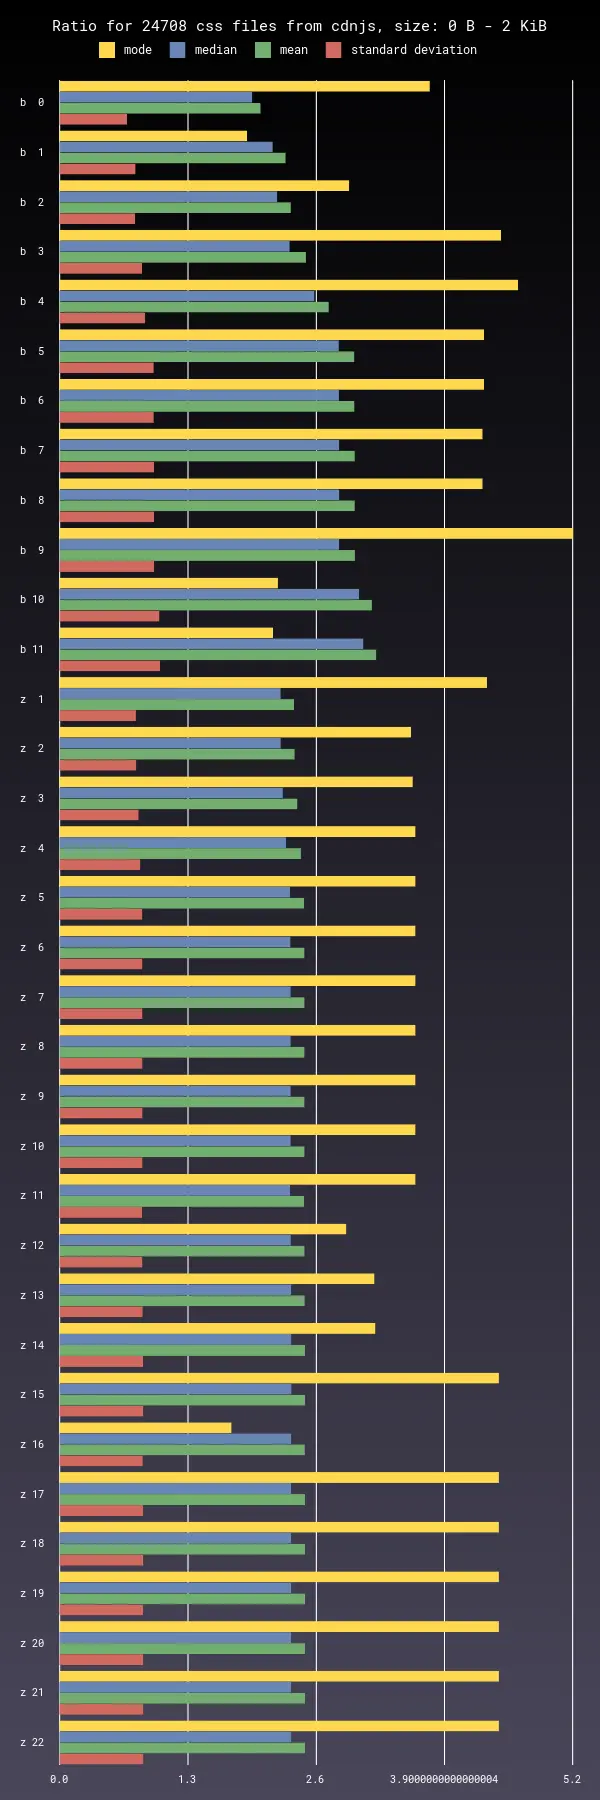 Ratio for 24708 css files from cdnjs, size: 0 B - 2 KiB
mode median mean standard deviation
b 0
b 1
b 2
b 3
b 4
b 5
b 6
b 7
b 8
b 9
b 10
b 11
z 1
z 2
z 3
z 4
z 5
z 6
z 7
z 8
z 9
z 10
z 11
z 12
z 13
z 14
z 15
z 16
z 17
z 18
z 19
z 20
z 21
z 22
0.0 1.3 2.6 3.9000000000000004 5.2